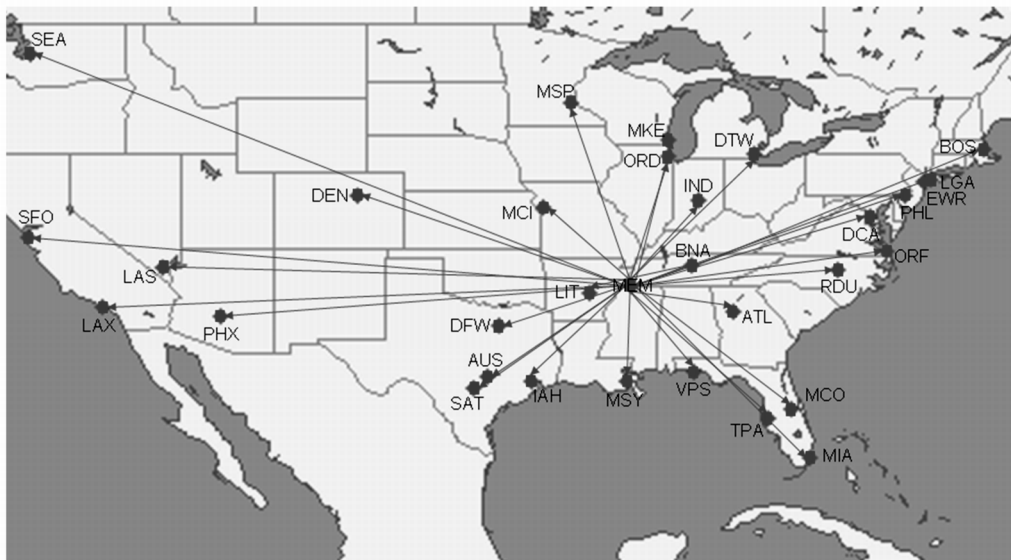 SEA
MSP
MKE
DTW
BOS
ORD
LGA
DEN
IND
EWR
MCI
PHL
SFO
DCA
BNA
ORF
LAS
MEM
RDU
LIT
LAX
ATL
PHX
DFW
AUS
SAT
IAH
MSY
VPS
MCO
TPA
MIA